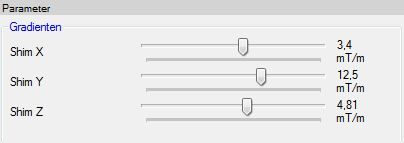 Parameter
Gradienten
Shim X 3,4
mT/m
Shim Y 12,5
mT/m
Shim Z 4,81
mT/m